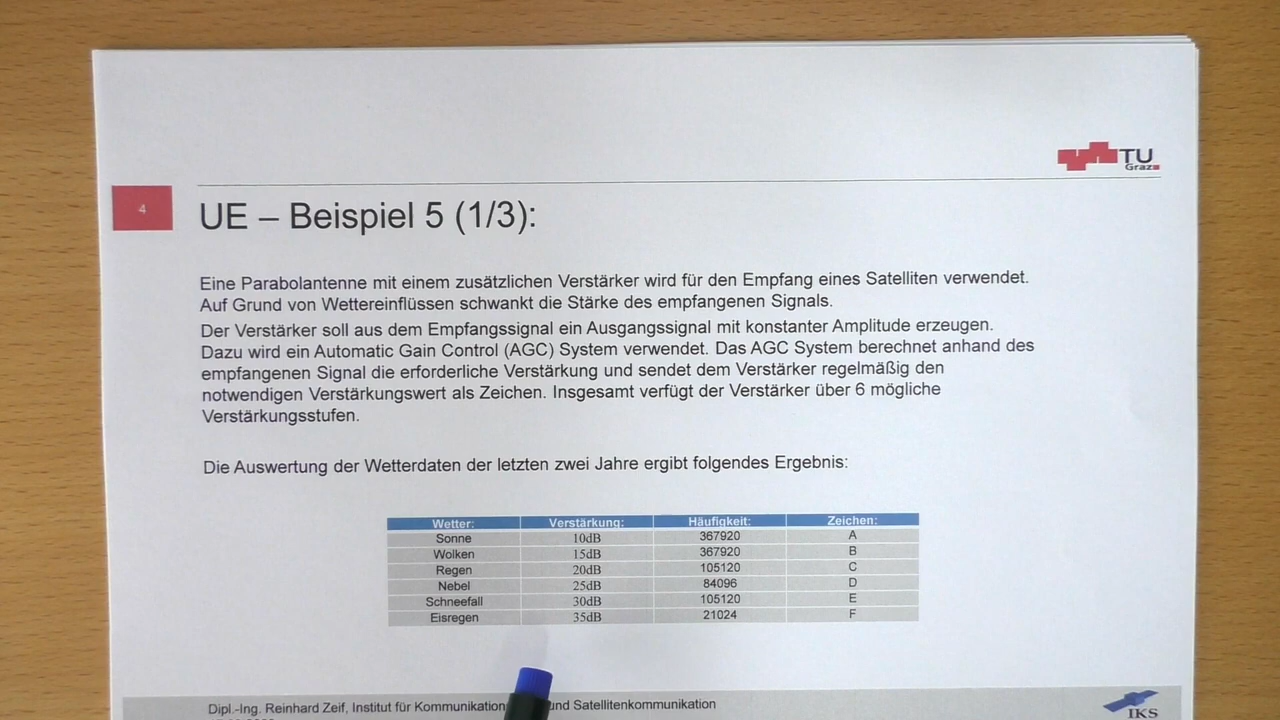 TU
Graz
4
UE – Beispiel 5 (1/3):
Eine Parabolantenne mit einem zusätzlichen Verstärker wird für den Empfang eines Satelliten verwendet.
Auf Grund von Wettereinflüssen schwankt die Stärke des empfangenen Signals.
Der Verstärker soll aus dem Empfangssignal ein Ausgangssignal mit konstanter Amplitude erzeugen.
Dazu wird ein Automatic Gain Control (AGC) System verwendet. Das AGC System berechnet anhand des
empfangenen Signal die erforderliche Verstärkung und sendet dem Verstärker regelmäßig den
notwendigen Verstärkungswert als Zeichen. Insgesamt verfügt der Verstärker über 6 mögliche
Verstärkungsstufen.
Die Auswertung der Wetterdaten der letzten zwei Jahre ergibt folgendes Ergebnis:
Wetter: Verstärkung: Häufigkeit: Zeichen:
Sonne 10dB 367920 A
Wolken 15dB 367920 B
Regen 20dB 105120 C
Nebel 25dB 84096 D
Schneefall 30dB 105120 E
Eisregen 35dB 21024 F
Dipl.-Ing. Reinhard Zeif, Institut für Kommunikation und Satellitenkommunikation
IKS